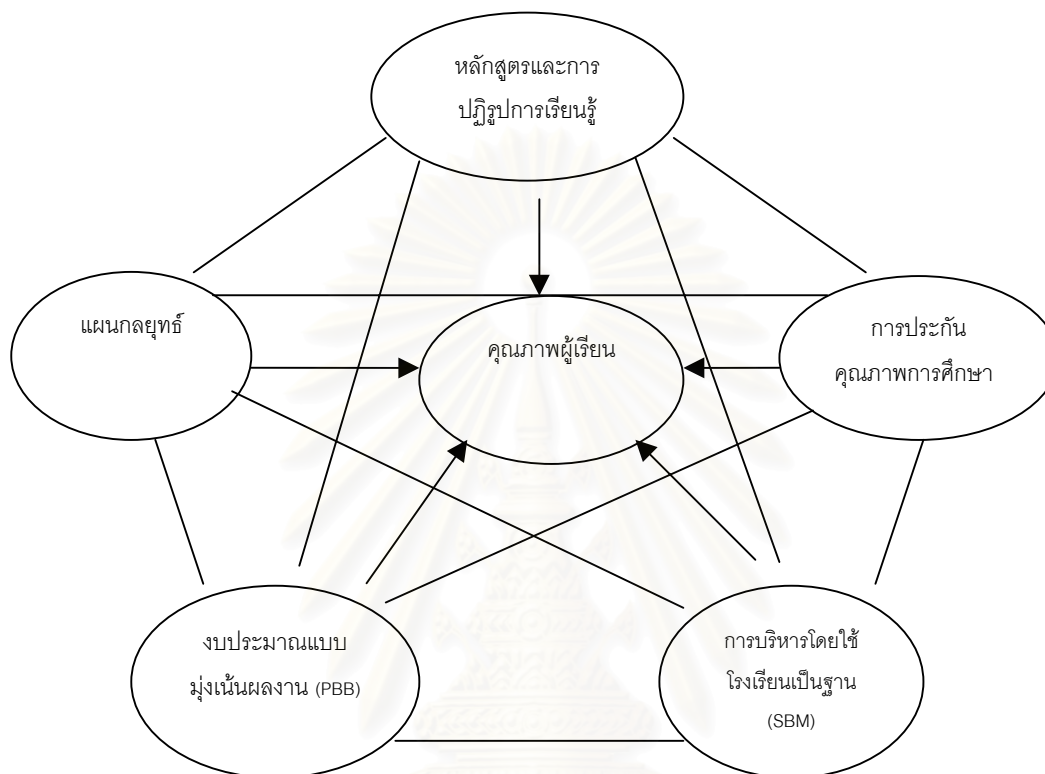 หลักสูตรและการ
ปฏิรูปการเรียนรู้
แผนกลยุทธ์
คุณภาพผู้เรียน
การประกัน
คุณภาพการศึกษา
งบประมาณแบบ
มุ่งเน้นผลงาน (PBB)
การบริหารโดยใช้
โรงเรียนเป็นฐาน
(SBM)